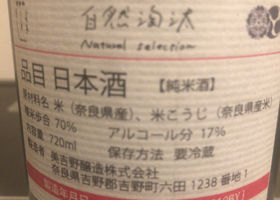 自然淘汰
Natural selection
品目 日本酒 【純米酒】
原材料名 米(奈良県産)、米こうじ(奈良県産米)
精米歩合 70% アルコール分 17%
内容量 720ml 保存方法 要冷蔵
製造者 美吉野醸造株式会社
奈良県吉野郡吉野町六田 1238 番地 1
製造年月